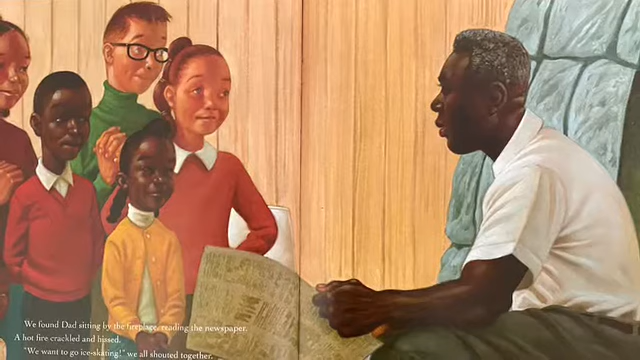 We found Dad sitting by the fireplace, reading the newspaper.
A hot fire crackled and hissed.
"We want to go ice-skating!" we all shouted together.